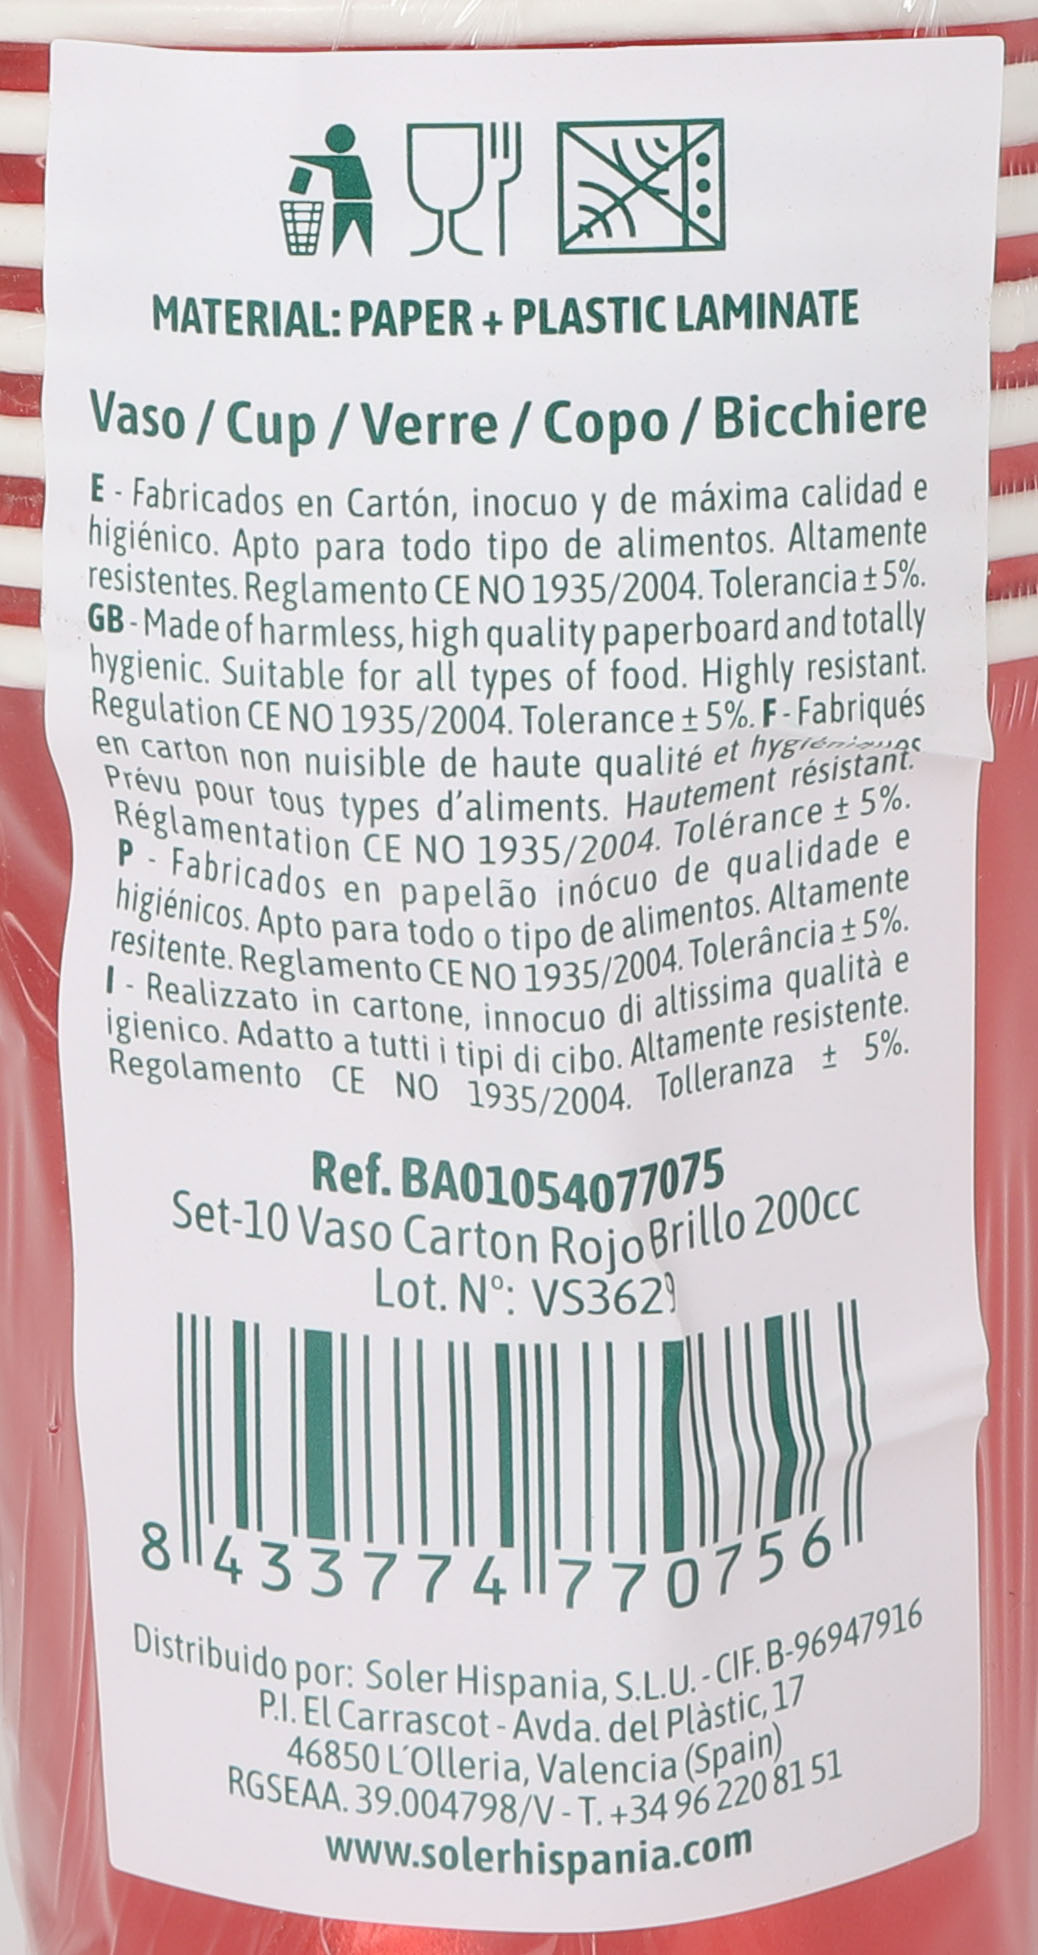 MATERIAL: PAPER + PLASTIC LAMINATE
Vaso / Cup / Verre / Copo / Bicchiere
E - Fabricados en Cartón, inocuo y de máxima calidad e
higiénico. Apto para todo tipo de alimentos. Altamente
resistentes. Reglamento CE NO 1935/2004. Tolerancia ± 5%.
GB - Made of harmless, high quality paperboard and totally
hygienic. Suitable for all types of food. Highly resistant.
Regulation CE NO 1935/2004. Tolerance ± 5%. F - Fabriqués
en carton non nuisible de haute qualité et hygiéniques
Prévu pour tous types d'aliments. Hautement résistant.
Réglamentation CE NO 1935/2004. Tolérance ± 5%.
P - Fabricados en papelão inócuo de qualidade e
higiénicos. Apto para todo o tipo de alimentos. Altamente
resitente. Reglamento CE NO 1935/2004. Tolerância ± 5%.
I - Realizzato in cartone, innocuo di altissima qualità e
igienico. Adatto a tutti i tipi di cibo. Altamente resistente.
Regolamento CE NO 1935/2004. Tolleranza ± 5%.
Ref. BA01054077075
Set-10 Vaso Carton Rojo Brillo 200cc
Lot. Nº: VS3629
8 433774 770756
Distribuido por: Soler Hispania, S.L.U. - CIF. B-96947916
P.I. El Carrascot - Avda. del Plàstic, 17
46850 L´Olleria, Valencia (Spain)
RGSEAA. 39.004798/V - T. +34 96 220 81 51
www.solerhispania.com